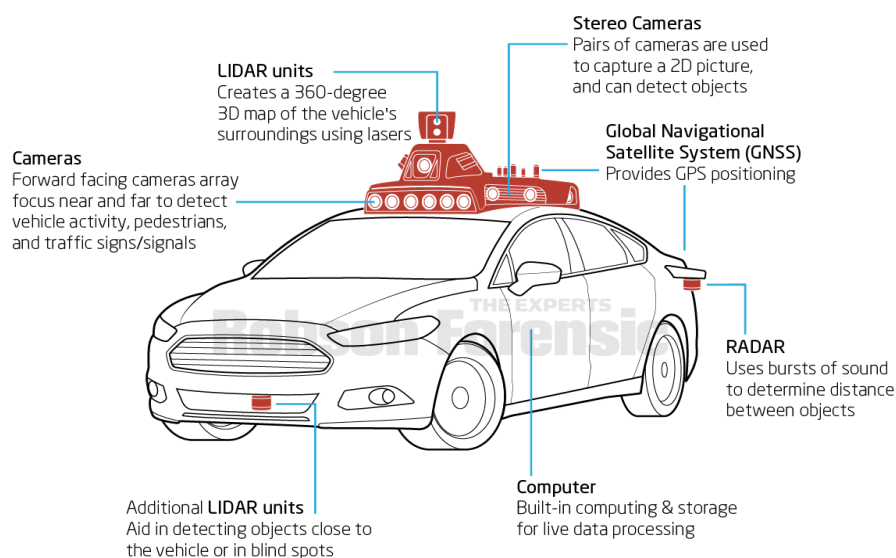 Stereo Cameras
Pairs of cameras are used
to capture a 2D picture,
and can detect objects
LIDAR units
Creates a 360-degree
3D map of the vehicle's
surroundings using lasers
Global Navigational
Satellite System (GNSS)
Provides GPS positioning
Cameras
Forward facing cameras array
focus near and far to detect
vehicle activity, pedestrians,
and traffic signs/signals
THE EXPERTS
Robson Forensic
RADAR
Uses bursts of sound
to determine distance
between objects
Computer
Built-in computing & storage
for live data processing
Additional LIDAR units
Aid in detecting objects close to
the vehicle or in blind spots